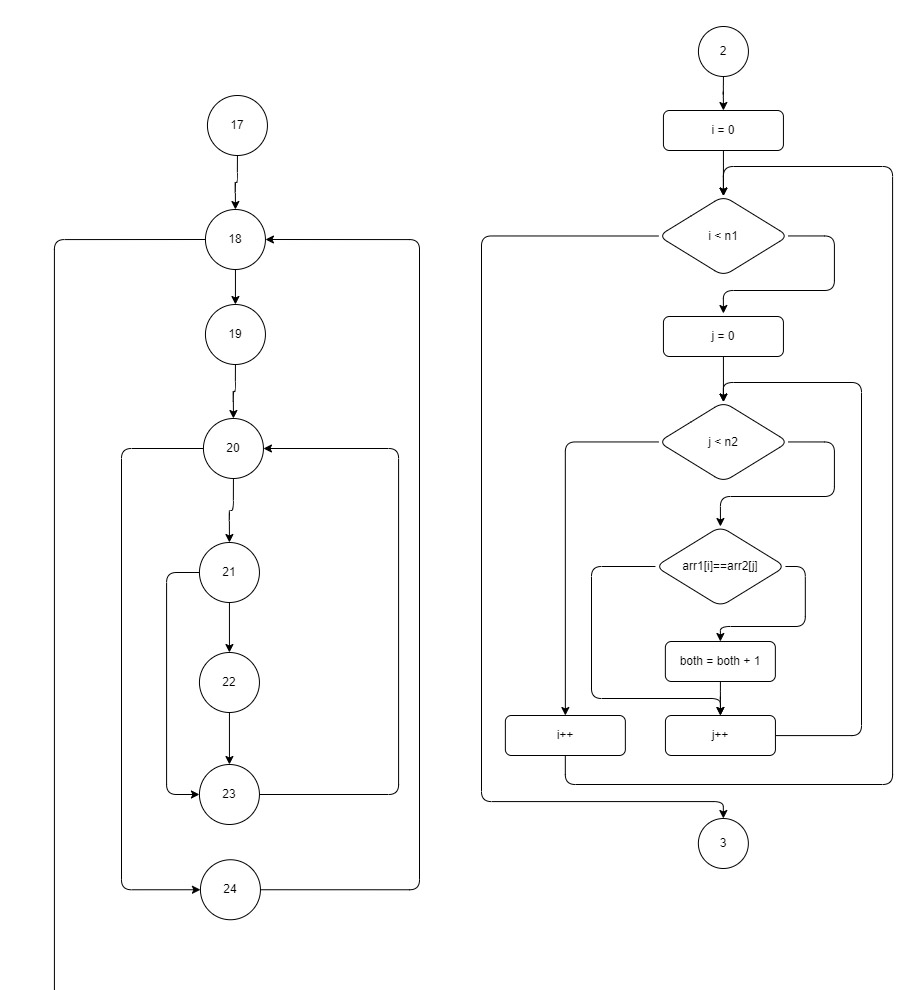 17
18
19
20
21
22
23
24
2
i = 0
i < n1
j = 0
j < n2
arr1[i]==arr2[j]
both = both + 1
i++
j++
3